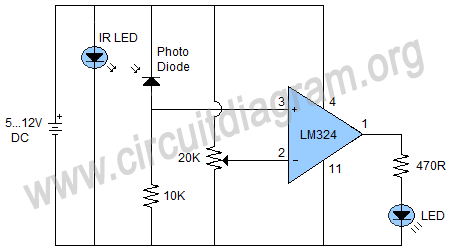 IR LED
Photo
Diode
5...12V
DC
+
3
+
4
LM324
1
2
−
11
20K
10K
470R
LED
www.circuitdiagram.org